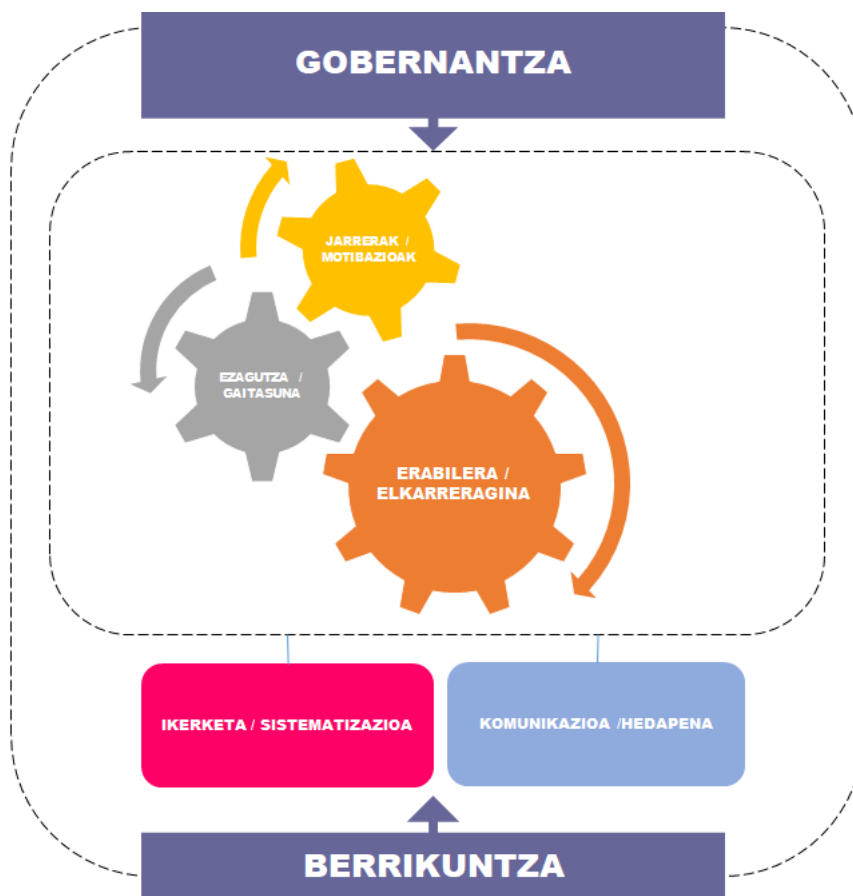 GOBERNANTZA
JARRERAK /
MOTIBAZIOAK
EZAGUTZA /
GAITASUNA
ERABILERA /
ELKARRERAGINA
IKERKETA / SISTEMATIZAZIOA
KOMUNIKAZIOA /HEDAPENA
BERRIKUNTZA